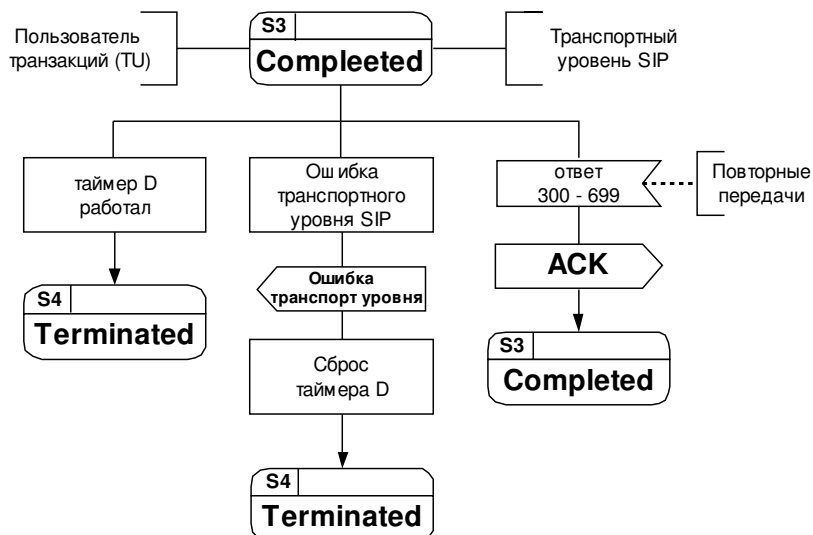 Пользователь
транзакций (TU)
S3
Compleeted
Транспортный
уровень SIP
таймер D
работал
Ошибка
транспортного
уровня SIP
ответ
300 - 699
Повторные
передачи
Ошибка
транспорт уровня
ACK
S4
Terminated
S3
Completed
Сброс
таймера D
S4
Terminated